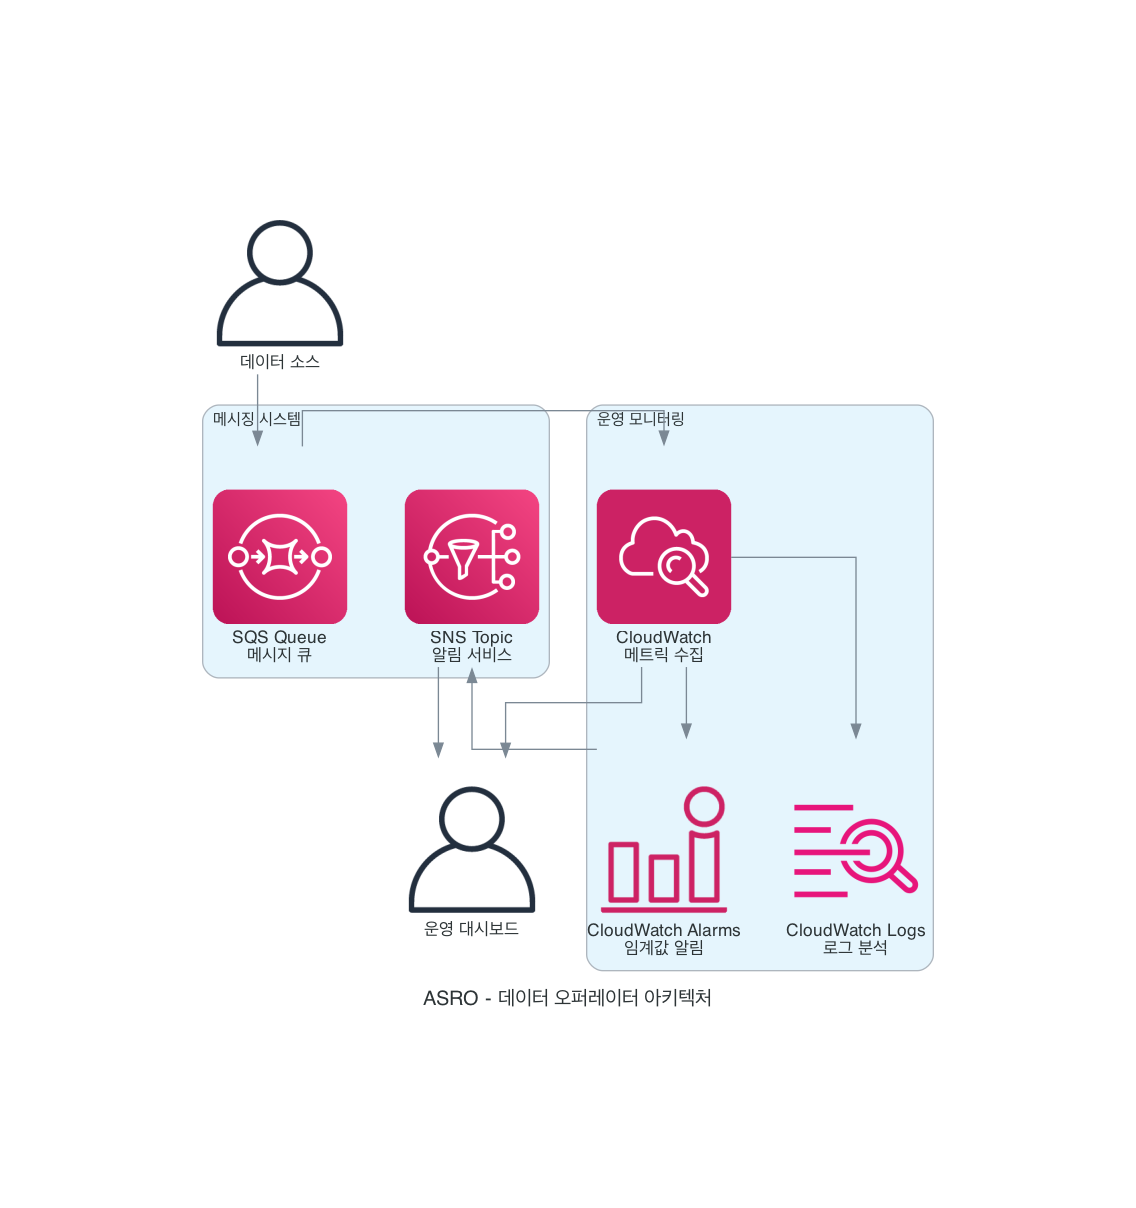 데이터 소스
메시징 시스템
운영 모니터링
SQS Queue
메시지 큐
SNS Topic
알림 서비스
CloudWatch
메트릭 수집
운영 대시보드
CloudWatch Alarms
임계값 알림
CloudWatch Logs
로그 분석
ASRO - 데이터 오퍼레이터 아키텍처